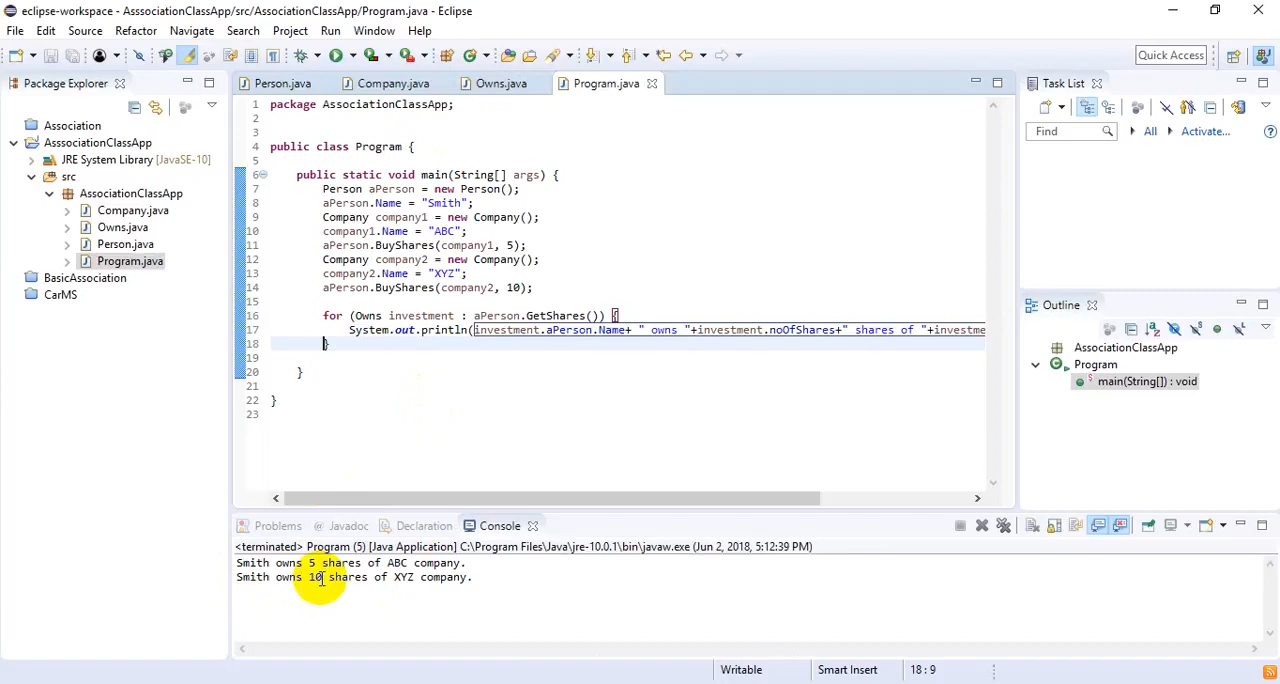 eclipse-workspace - AsssociationClassApp/src/AssociationClassApp/Program.java - Eclipse
File Edit Source Refactor Navigate Search Project Run Window Help
Quick Access
Package Explorer
Person.java Company.java Owns.java Program.java
Task List
Association
AsssociationClassApp
JRE System Library [JavaSE-10]
src
AssociationClassApp
Company.java
Owns.java
Person.java
Program.java
BasicAssociation
CarMS
1 package AssociationClassApp;
2
3
4 public class Program {
5
6 public static void main(String[] args) {
7 Person aPerson = new Person();
8 aPerson.Name = "Smith";
9 Company company1 = new Company();
10 company1.Name = "ABC";
11 aPerson.BuyShares(company1, 5);
12 Company company2 = new Company();
13 company2.Name = "XYZ";
14 aPerson.BuyShares(company2, 10);
15
16 for (Owns investment : aPerson.GetShares()) {
17 System.out.println(investment.aPerson.Name+ " owns "+investment.noOfShares+" shares of "+investme
18 }
19
20 }
21
22 }
23
Find All Activate...
Outline
AssociationClassApp
Program
main(String[]) : void
Problems @ Javadoc Declaration Console
<terminated> Program (5) [Java Application] C:\Program Files\Java\jre-10.0.1\bin\javaw.exe (Jun 2, 2018, 5:12:39 PM)
Smith owns 5 shares of ABC company.
Smith owns 10 shares of XYZ company.
Writable Smart Insert 18 : 9